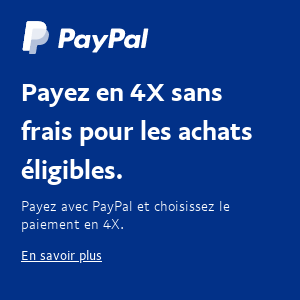 PayPal
Payez en 4X sans
frais pour les achats
éligibles.
Payez avec PayPal et choisissez le
paiement en 4X.
En savoir plus